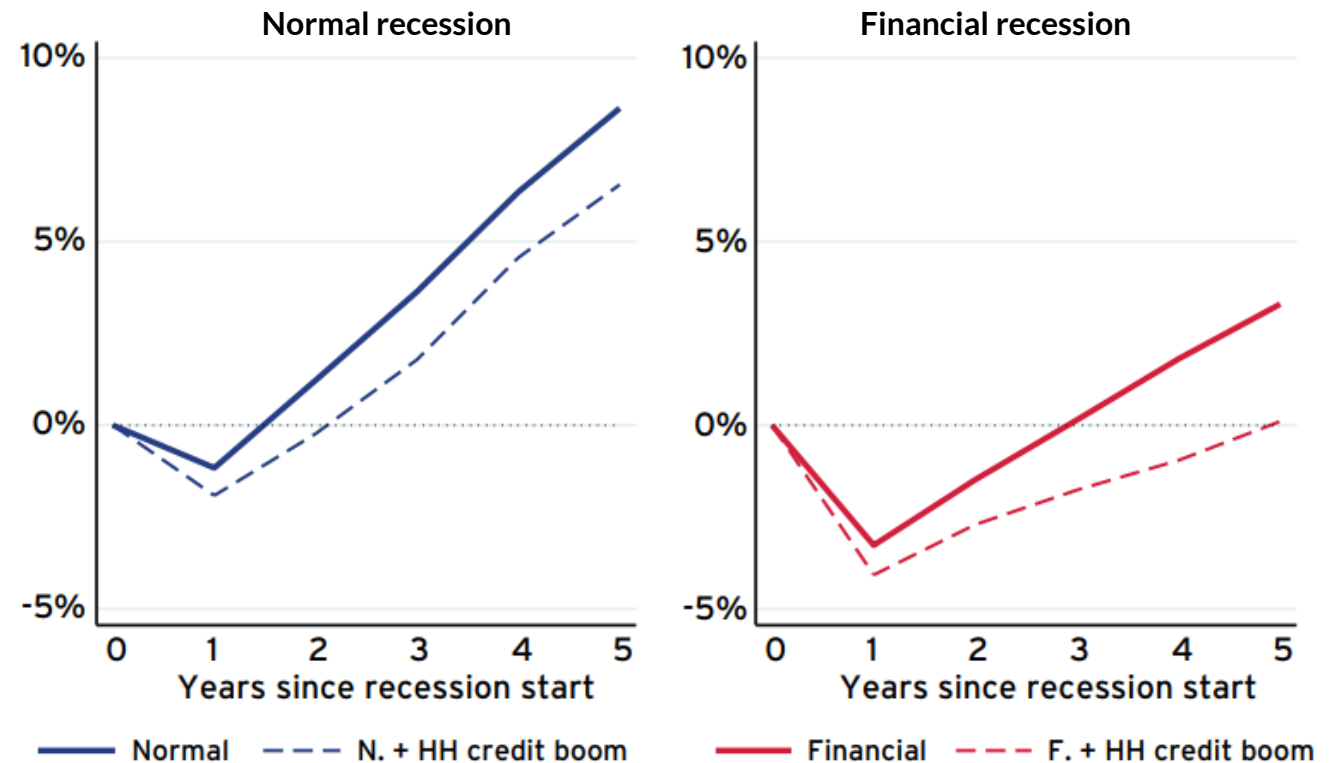 Normal recession
10%
5%
0%
-5%
0 1 2 3 4 5
Years since recession start
Normal N. + HH credit boom
Financial recession
10%
5%
0%
-5%
0 1 2 3 4 5
Years since recession start
Financial F. + HH credit boom